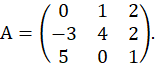 A = ( 0 1 2
-3 4 2
5 0 1 ).